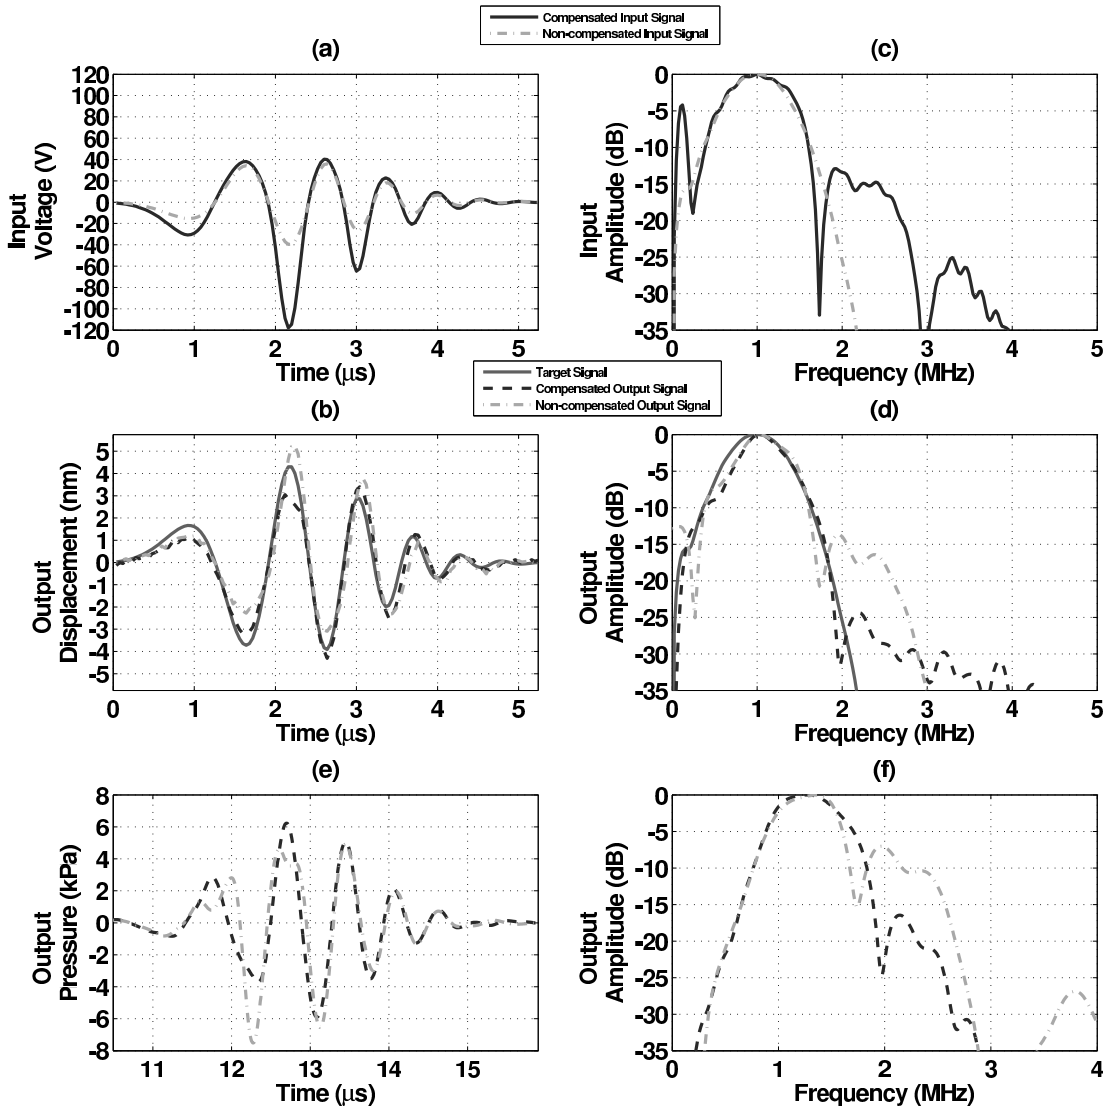 Compensated Input Signal
Non-compensated Input Signal
(a)
120
100
80
60
40
20
0
-20
-40
-60
-80
-100
-120
Input
Voltage (V)
0 1 2 3 4 5
Time (μs)
(c)
0
-5
-10
-15
-20
-25
-30
-35
Input
Amplitude (dB)
0 1 2 3 4 5
Frequency (MHz)
Target Signal
Compensated Output Signal
Non-compensated Output Signal
(b)
5
4
3
2
1
0
-1
-2
-3
-4
-5
Output
Displacement (nm)
0 1 2 3 4 5
Time (μs)
(d)
0
-5
-10
-15
-20
-25
-30
-35
Output
Amplitude (dB)
0 1 2 3 4 5
Frequency (MHz)
(e)
8
6
4
2
0
-2
-4
-6
-8
Output
Pressure (kPa)
11 12 13 14 15
Time (μs)
(f)
0
-5
-10
-15
-20
-25
-30
-35
Output
Amplitude (dB)
0 1 2 3 4
Frequency (MHz)